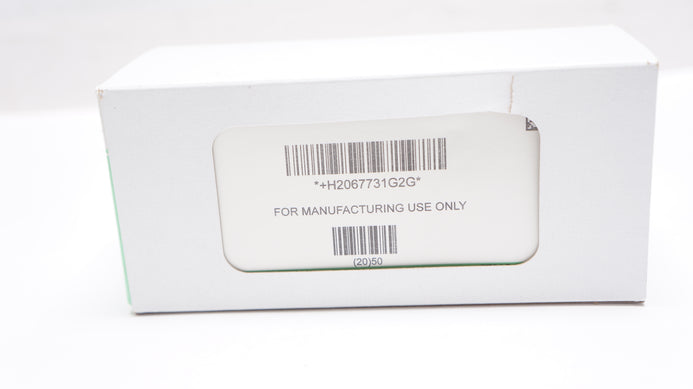 *+H2067731G2G*
FOR MANUFACTURING USE ONLY
(20)50